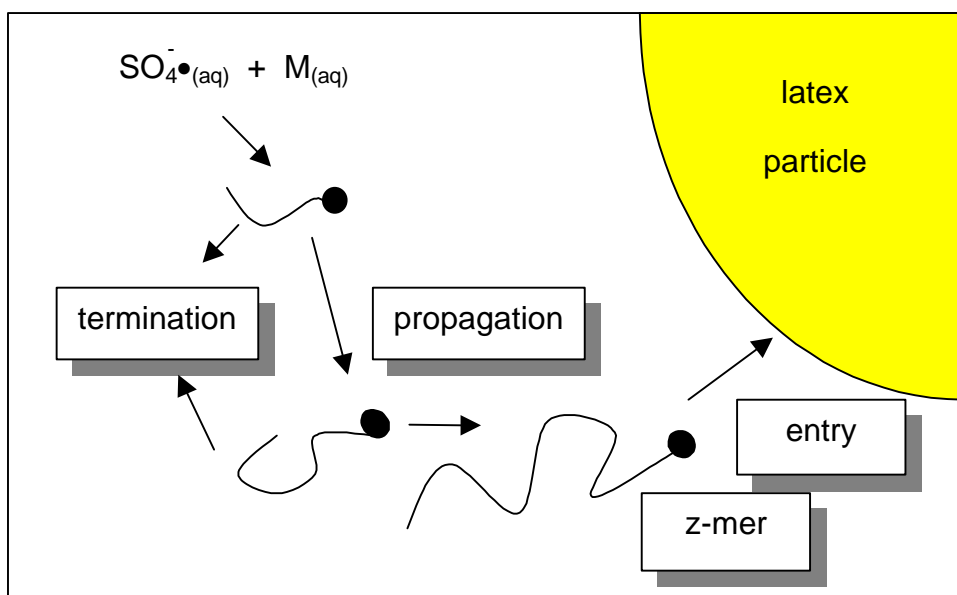 SO₄⁻•(aq) + M(aq)
latex
particle
termination
propagation
entry
z-mer